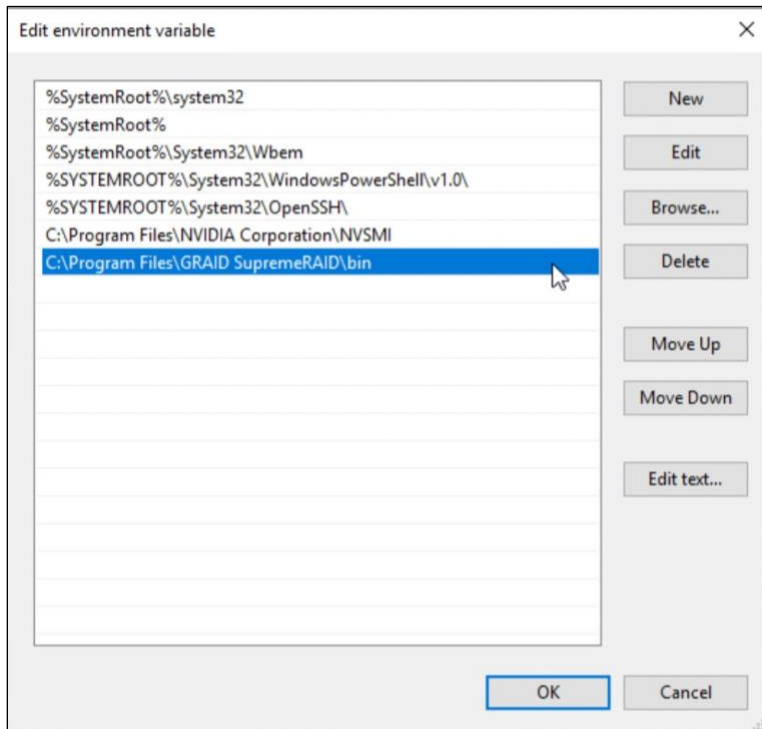 Edit environment variable
%SystemRoot%\system32
%SystemRoot%
%SystemRoot%\System32\Wbem
%SYSTEMROOT%\System32\WindowsPowerShell\v1.0\
%SYSTEMROOT%\System32\OpenSSH\
C:\Program Files\NVIDIA Corporation\NVSMI
C:\Program Files\GRAID SupremeRAID\bin
New
Edit
Browse...
Delete
Move Up
Move Down
Edit text...
OK
Cancel